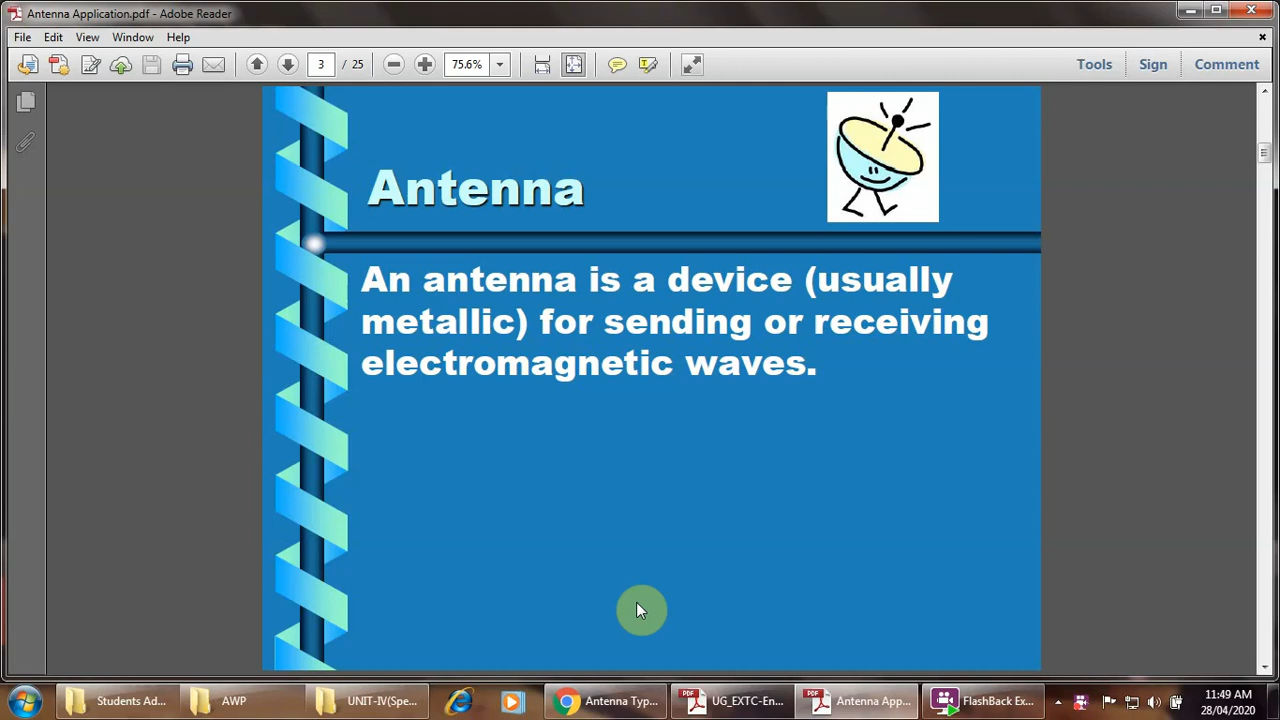 Antenna Application.pdf - Adobe Reader
File Edit View Window Help
3 / 25 75.6% Tools Sign Comment
Antenna
An antenna is a device (usually
metallic) for sending or receiving
electromagnetic waves.
Students Ad... AWP UNIT-IV(Spe... Antenna Typ... UG_EXTC-En... Antenna App... FlashBack Ex... 11:49 AM
28/04/2020